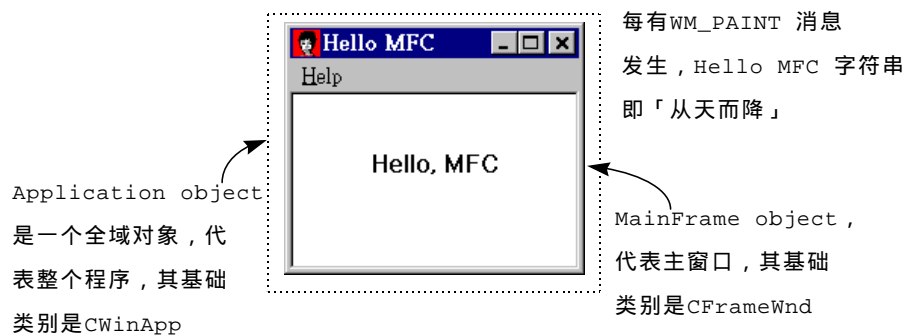 每有WM_PAINT 消息
发生，Hello MFC 字符串
即「从天而降」
Hello MFC
Help
Hello, MFC
Application object
是一个全域对象，代
表整个程序，其基础
类别是CWinApp
MainFrame object，
代表主窗口，其基础
类别是CFrameWnd